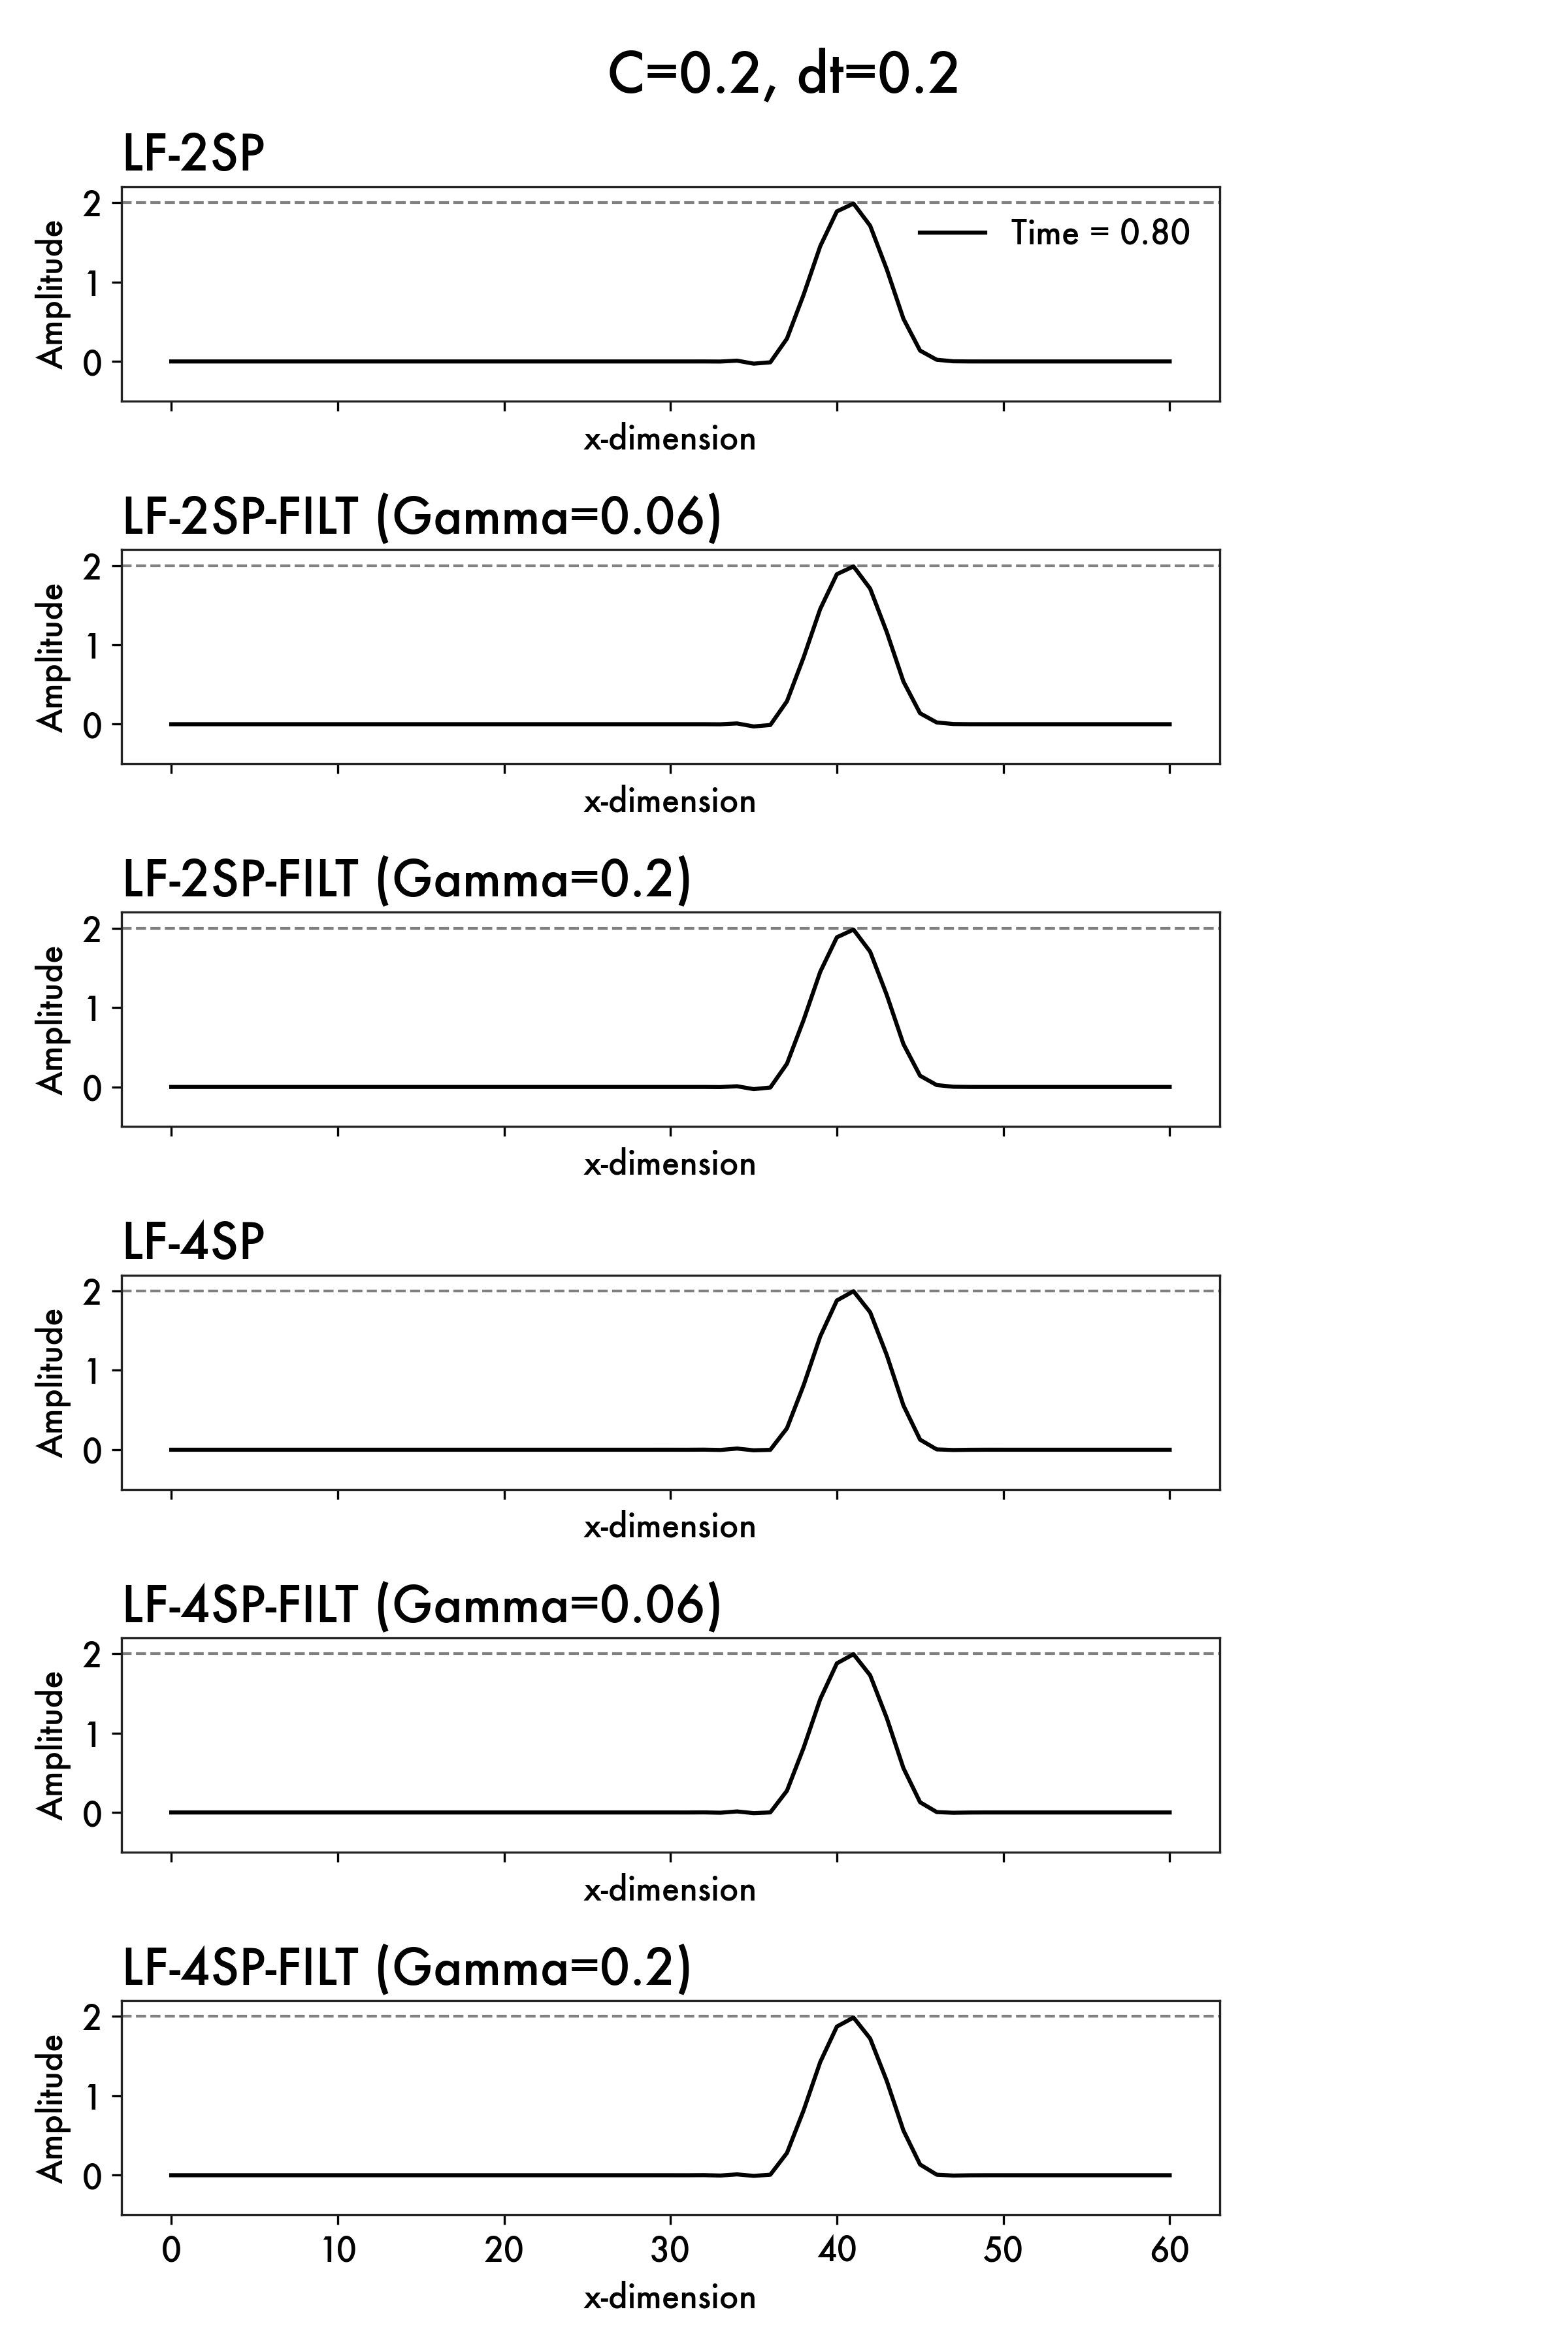 C=0.2, dt=0.2
LF-2SP
2
Time = 0.80
1
0
Amplitude
x-dimension
LF-2SP-FILT (Gamma=0.06)
2
1
0
Amplitude
x-dimension
LF-2SP-FILT (Gamma=0.2)
2
1
0
Amplitude
x-dimension
LF-4SP
2
1
0
Amplitude
x-dimension
LF-4SP-FILT (Gamma=0.06)
2
1
0
Amplitude
x-dimension
LF-4SP-FILT (Gamma=0.2)
2
1
0
Amplitude
0 10 20 30 40 50 60
x-dimension